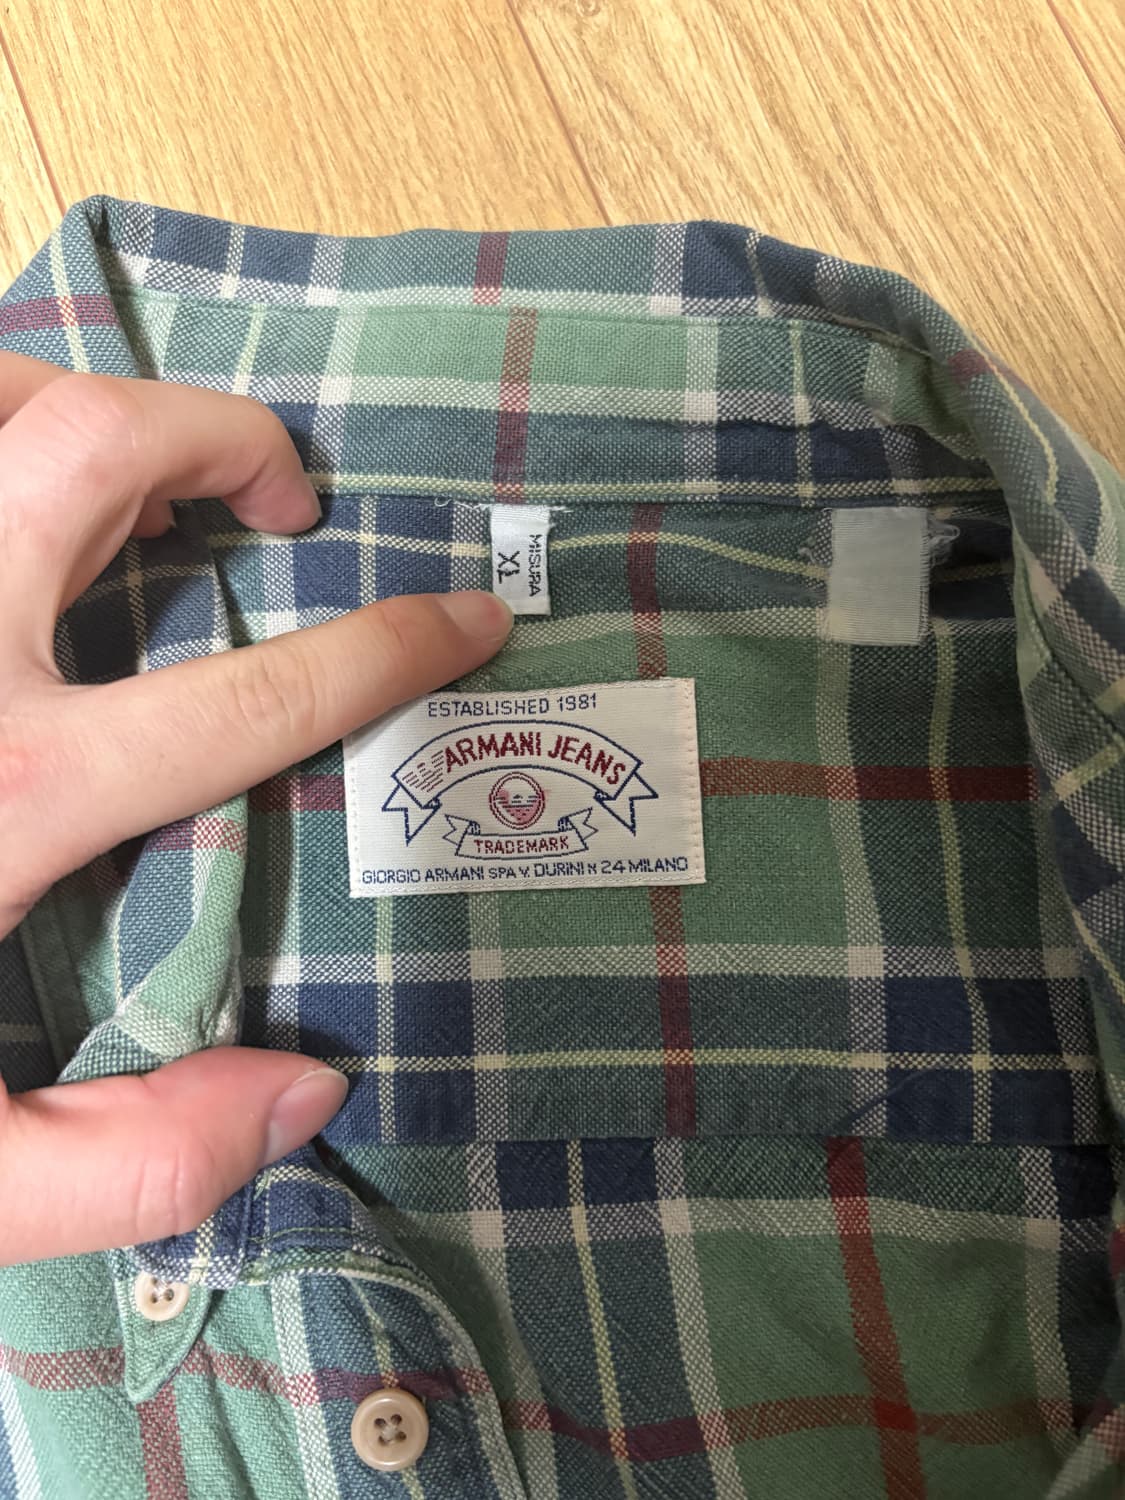 MISURA
XL
ESTABLISHED 1981
ARMANI JEANS
TRADEMARK
GIORGIO ARMANI SPA V. DURINI N 24 MILANO